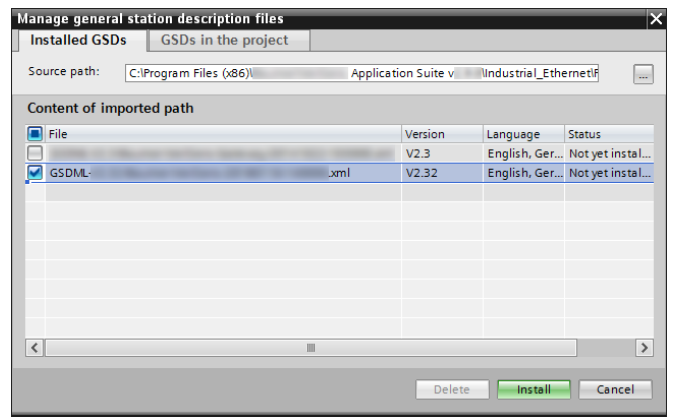 Manage general station description files
Installed GSDs GSDs in the project
Source path: C:\Program Files (x86)\ Application Suite v \Industrial_Ethernet\F ...
Content of imported path
File Version Language Status
V2.3 English, Ger... Not yet instal...
GSDML- .xml V2.32 English, Ger... Not yet instal...
Delete Install Cancel